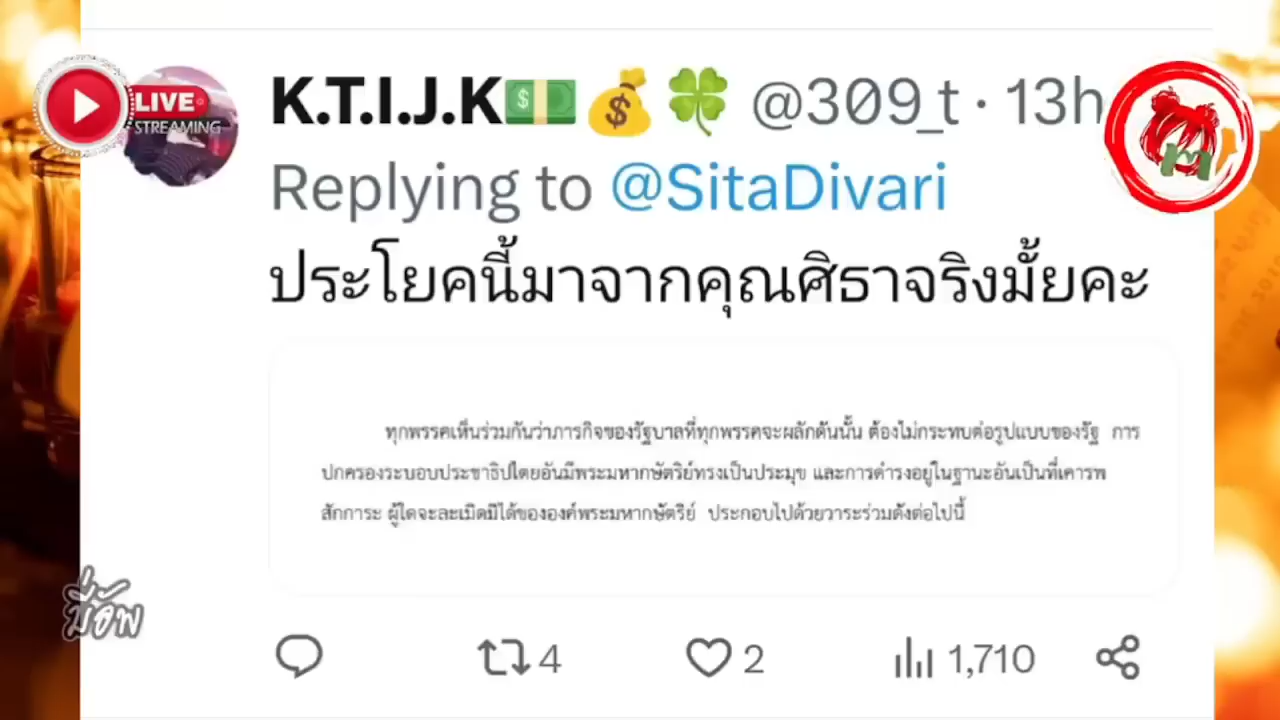 K.T.I.J.K💵💰🍀 @309_t · 13h
LIVE
STREAMING
Replying to @SitaDivari
ประโยคนี้มาจากคุณศิธาจริงมั้ยคะ
ทุกพรรคเห็นร่วมกันว่าภารกิจของรัฐบาลที่ทุกพรรคจะผลักดันนั้น ต้องไม่กระทบต่อรูปแบบของรัฐ การ
ปกครองระบอบประชาธิปไตยอันมีพระมหากษัตริย์ทรงเป็นประมุข และการดำรงอยู่ในฐานะอันเป็นที่เคารพ
สักการะ ผู้ใดจะละเมิดมิได้ขององค์พระมหากษัตริย์ ประกอบไปด้วยวาระร่วมดังต่อไปนี้
4 2 1,710